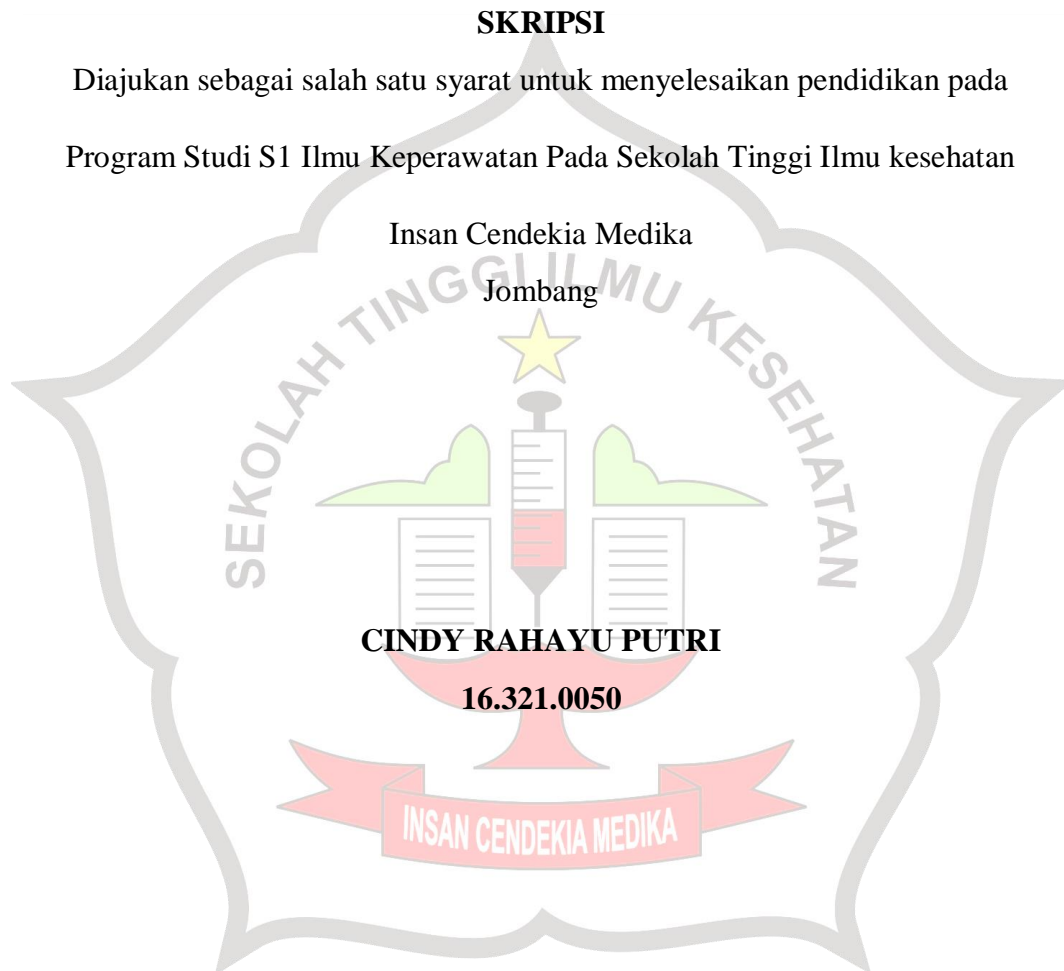 SKRIPSI
Diajukan sebagai salah satu syarat untuk menyelesaikan pendidikan pada
Program Studi S1 Ilmu Keperawatan Pada Sekolah Tinggi Ilmu kesehatan
Insan Cendekia Medika
Jombang
SEKOLAH TINGGI ILMU KESEHATAN
CINDY RAHAYU PUTRI
16.321.0050
INSAN CENDEKIA MEDIKA